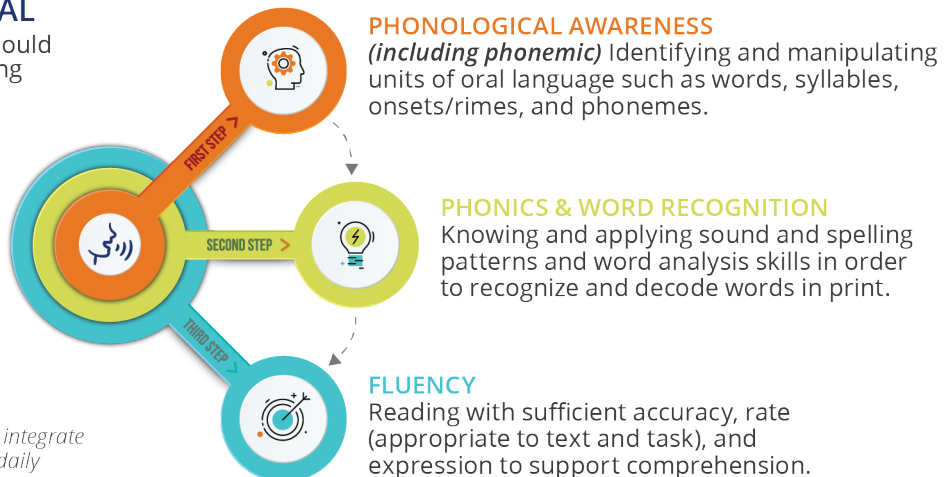 AL
ould
ng
PHONOLOGICAL AWARENESS
(including phonemic) Identifying and manipulating
units of oral language such as words, syllables,
onsets/rimes, and phonemes.
FIRST STEP >
SECOND STEP >
PHONICS & WORD RECOGNITION
Knowing and applying sound and spelling
patterns and word analysis skills in order
to recognize and decode words in print.
THIRD STEP >
FLUENCY
Reading with sufficient accuracy, rate
(appropriate to text and task), and
expression to support comprehension.
integrate
daily